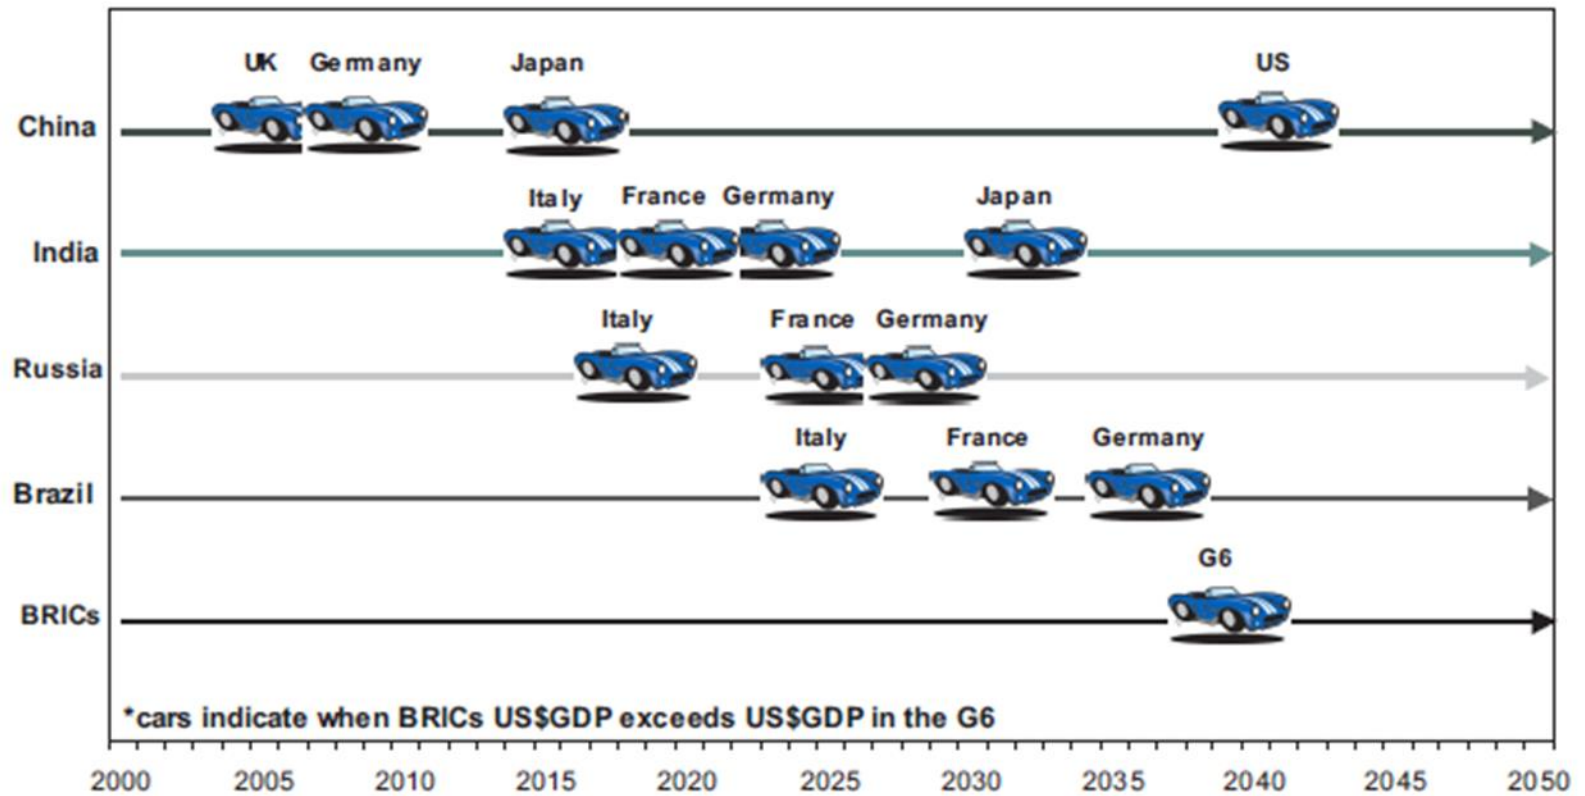 UK Germany Japan US
China
Italy France Germany Japan
India
Italy France Germany
Russia
Italy France Germany
Brazil
G6
BRICs
*cars indicate when BRICs US$GDP exceeds US$GDP in the G6
2000 2005 2010 2015 2020 2025 2030 2035 2040 2045 2050